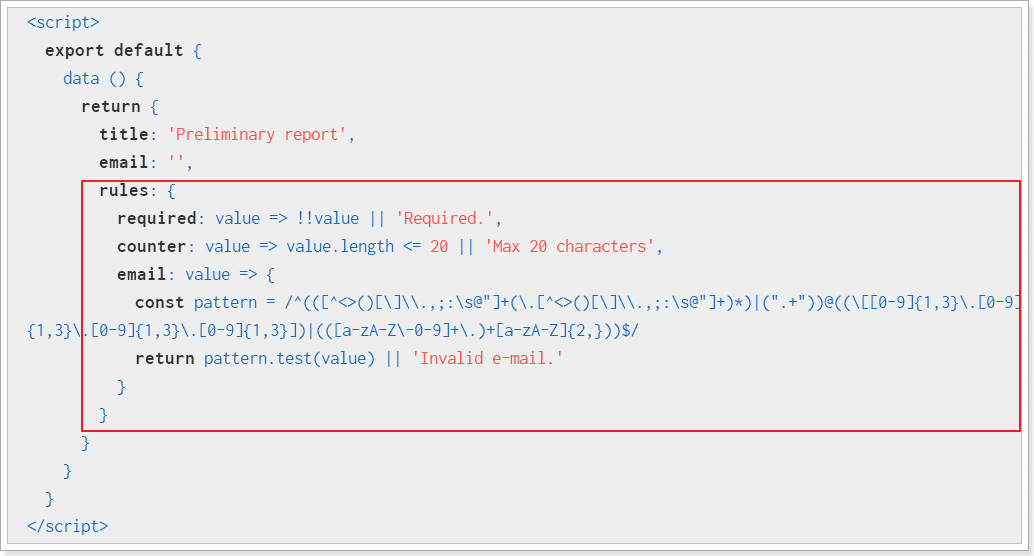 <script>
  export default {
    data () {
      return {
        title: 'Preliminary report',
        email: '',
        rules: {
          required: value => !!value || 'Required.',
          counter: value => value.length <= 20 || 'Max 20 characters',
          email: value => {
            const pattern = /^(([^<>()[\]\\.,;:\s@"]+(\.[^<>()[\]\\.,;:\s@"]+)*)|(".+"))@((\[[0-9]{1,3}\.[0-9]
{1,3}\.[0-9]{1,3}\.[0-9]{1,3}])|(([a-zA-Z\-0-9]+\.)+[a-zA-Z]{2,}))$/
            return pattern.test(value) || 'Invalid e-mail.'
          }
        }
      }
    }
  }
</script>